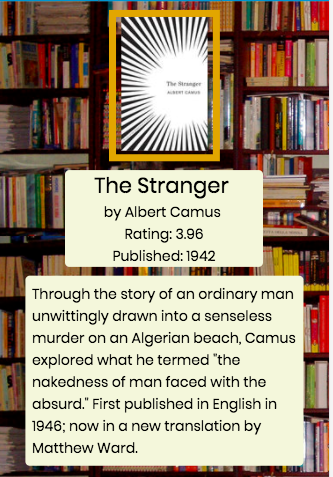 The Stranger
ALBERT CAMUS
The Stranger
by Albert Camus
Rating: 3.96
Published: 1942
Through the story of an ordinary man
unwittingly drawn into a senseless
murder on an Algerian beach, Camus
explored what he termed "the
nakedness of man faced with the
absurd." First published in English in
1946; now in a new translation by
Matthew Ward.